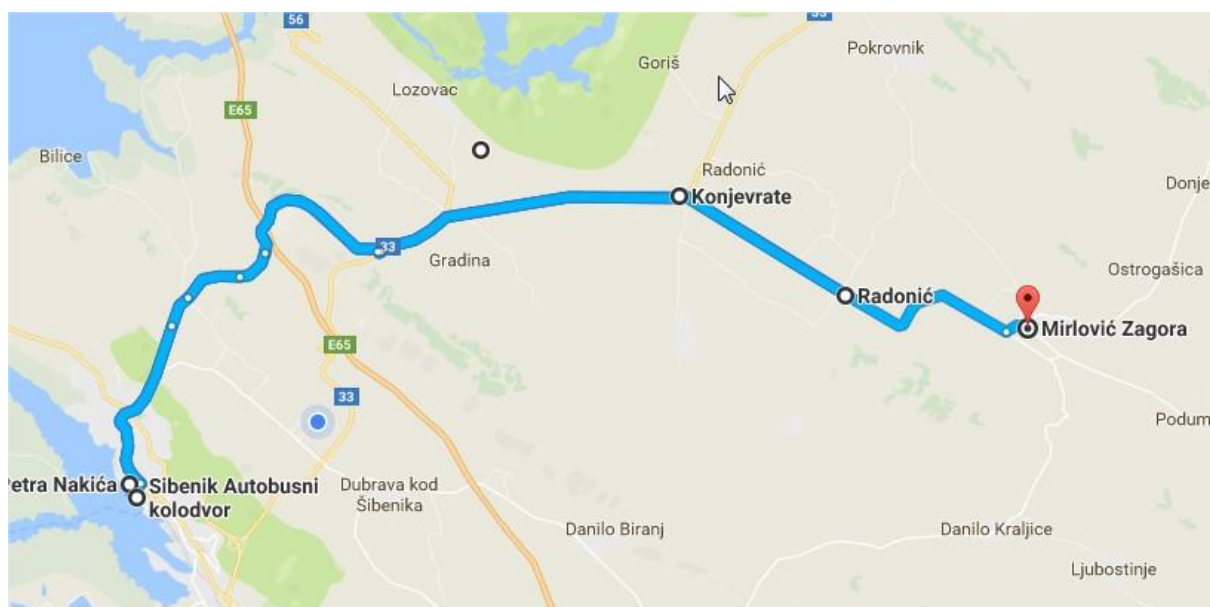 56
33
Pokrovnik
Goriš
Lozovac
E65
Bilice
Radonić
Donje
Konjevrate
33
Gradina
Ostrogašica
Radonić
Mirlović Zagora
E65
33
Podum
Petra Nakića
Sibenik Autobusni
kolodvor
Dubrava kod
Šibenika
Danilo Biranj
Danilo Kraljice
Ljubostinje